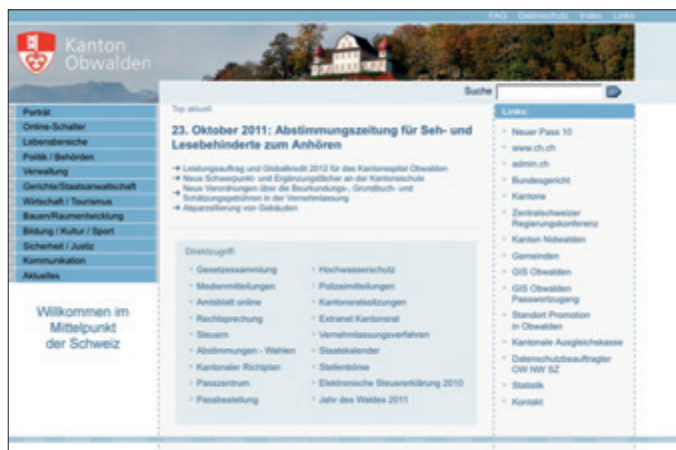 FAQ Datenschutz Index Links
Kanton
Obwalden
Suche
Porträt
Online-Schalter
Lebensbereiche
Politik / Behörden
Verwaltung
Gerichte/Staatsanwaltschaft
Wirtschaft / Tourismus
Bauen/Raumentwicklung
Bildung / Kultur / Sport
Sicherheit / Justiz
Kommunikation
Aktuelles
Willkommen im
Mittelpunkt
der Schweiz
Top aktuell
23. Oktober 2011: Abstimmungszeitung für Seh- und
Lesebehinderte zum Anhören
Leistungsauftrag und Globalkredit 2012 für das Kantonsspital Obwalden
Neue Schwerpunkt- und Ergänzungsfächer an der Kantonsschule
Neue Verordnungen über die Beurkundungs-, Grundbuch- und
Schätzungsgebühren in der Vernehmlassung
Abparzellierung von Gebäuden
Direktzugriff:
Gesetzessammlung
Medienmitteilungen
Amtsblatt online
Rechtsprechung
Steuern
Abstimmungen - Wahlen
Kantonaler Richtplan
Passzentrum
Passbestellung
Hochwasserschutz
Polizeimitteilungen
Kantonsratssitzungen
Extranet Kantonsrat
Vernehmlassungsverfahren
Staatskalender
Stellenbörse
Elektronische Steuererklärung 2010
Jahr des Waldes 2011
Links:
Neuer Pass 10
www.ch.ch
admin.ch
Bundesgericht
Kantone
Zentralschweizer
Regierungskonferenz
Kanton Nidwalden
Gemeinden
GIS Obwalden
GIS Obwalden
Passwortzugang
Standort Promotion
in Obwalden
Kantonale Ausgleichskasse
Datenschutzbeauftragter
OW NW SZ
Statistik
Kontakt